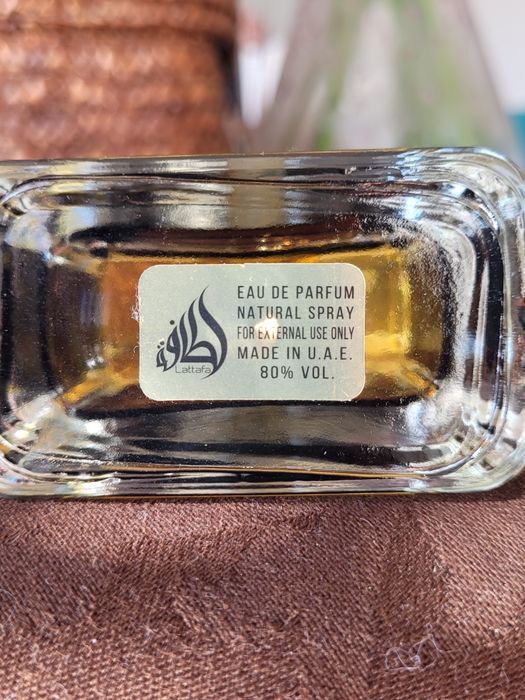 لطافة
Lattafa
EAU DE PARFUM
NATURAL SPRAY
FOR EXTERNAL USE ONLY
MADE IN U.A.E.
80% VOL.